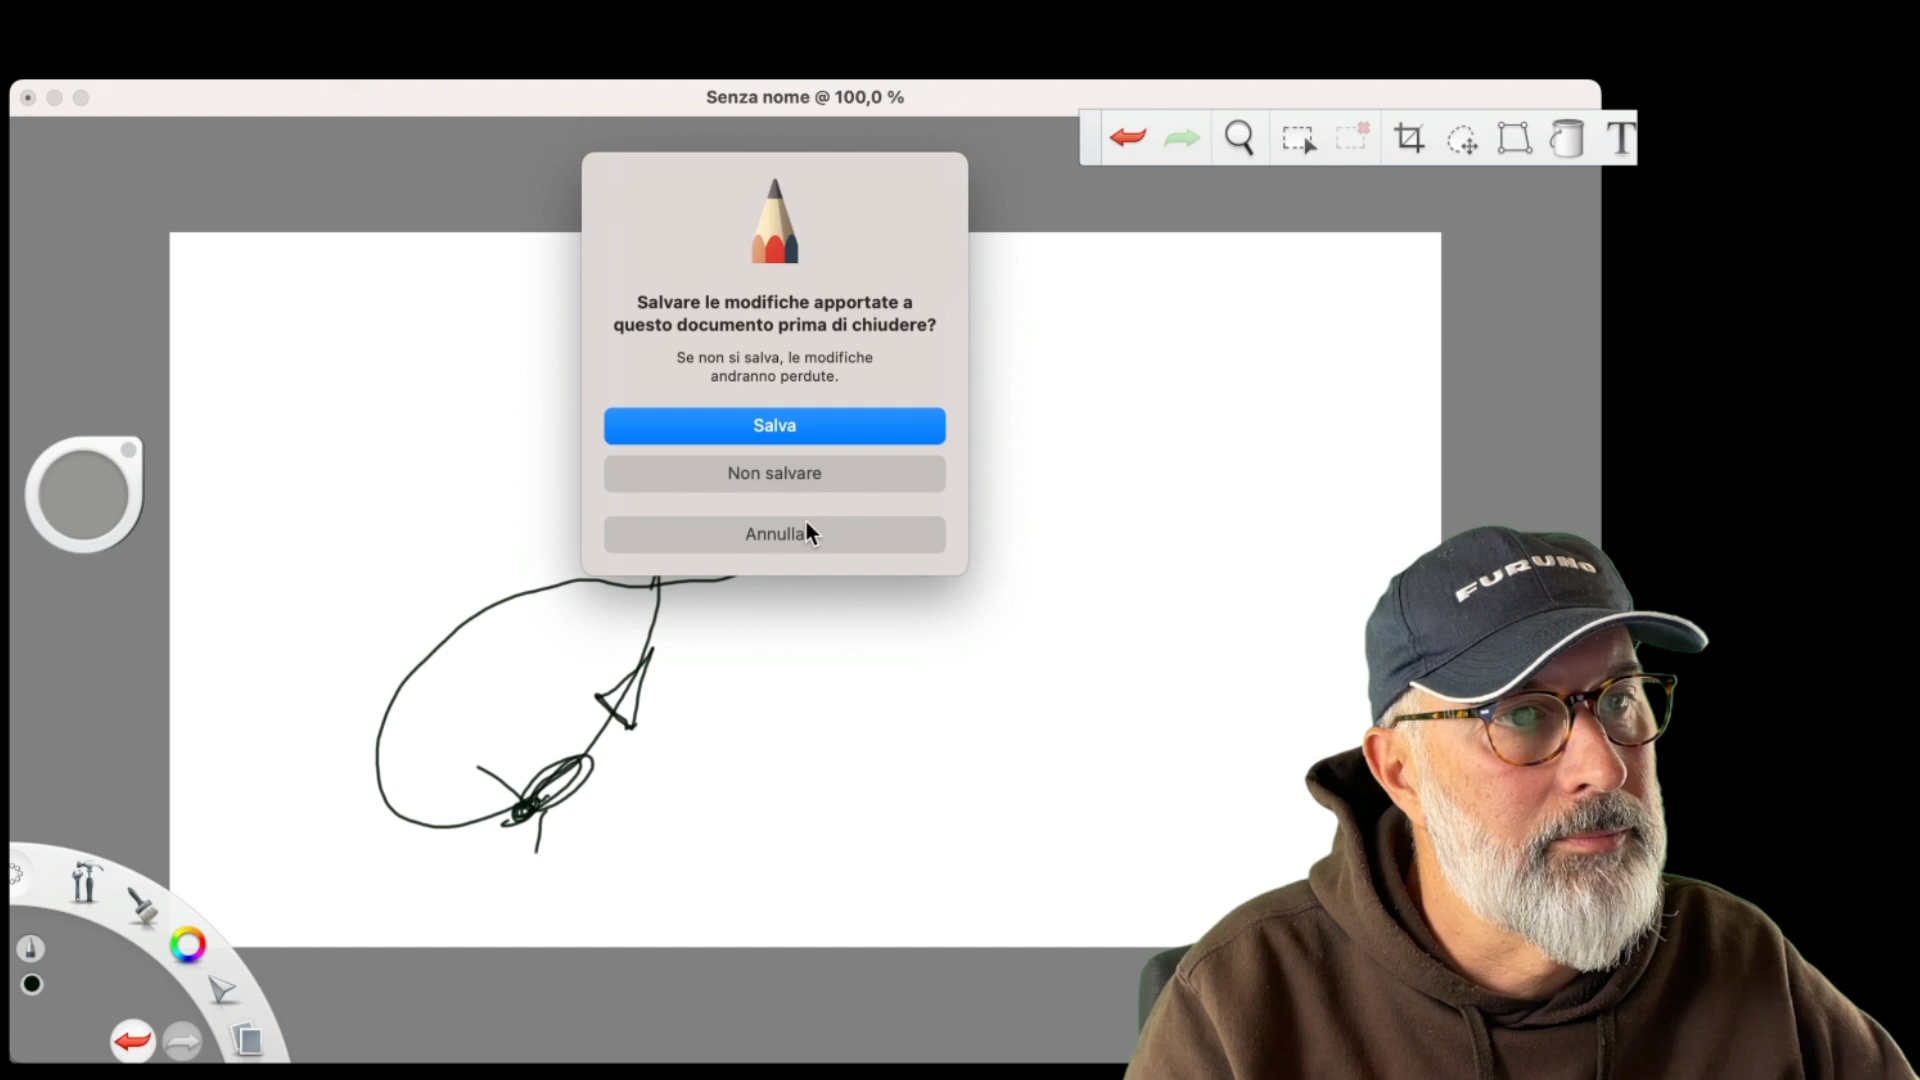 Senza nome @ 100,0 %
T
Salvare le modifiche apportate a
questo documento prima di chiudere?
Se non si salva, le modifiche
andranno perdute.
Salva
Non salvare
Annulla
FURUNO